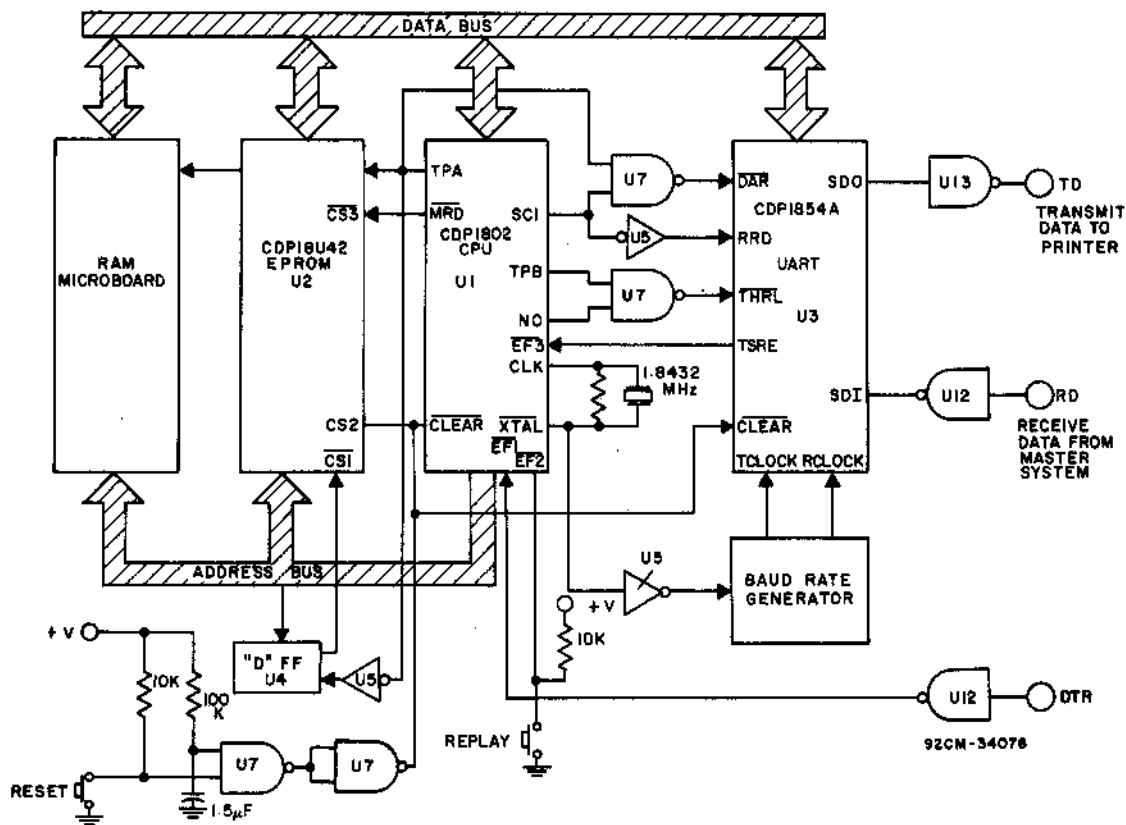 DATA BUS
RAM
MICROBOARD
CS3
CDP18U42
EPROM
U2
CS2
CS1
TPA
MRD
CDP1802
CPU
U1
SC1
TPB
NO
EF3
CLK
CLEAR
XTAL
EF1
EF2
U7
U5
U7
1.8432
MHz
DAR
SDO
CDP1854A
RRD
UART
THRL
U3
TSRE
SDI
CLEAR
TCLOCK RCLOCK
U13
TD
TRANSMIT
DATA TO
PRINTER
U12
RD
RECEIVE
DATA FROM
MASTER
SYSTEM
ADDRESS BUS
U5
BAUD RATE
GENERATOR
+V
10K
+V
10K
100
K
"D" FF
U4
U5
U7
U7
RESET
1.5µF
REPLAY
U12
DTR
92CM-34076